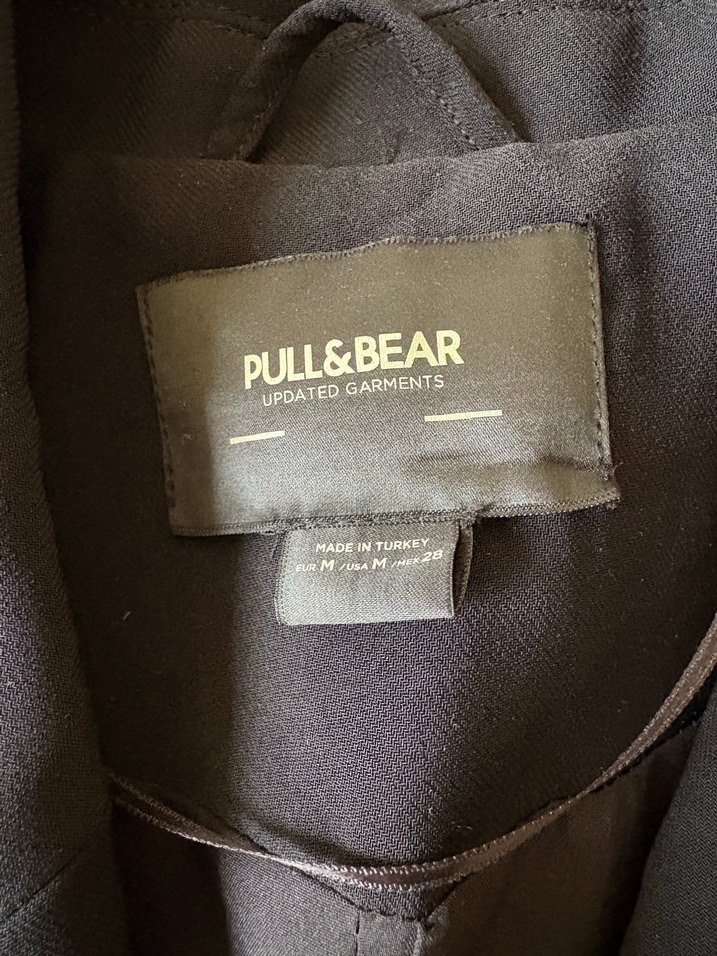 PULL&BEAR
UPDATED GARMENTS
MADE IN TURKEY
EUR M / USA M / MEX 28